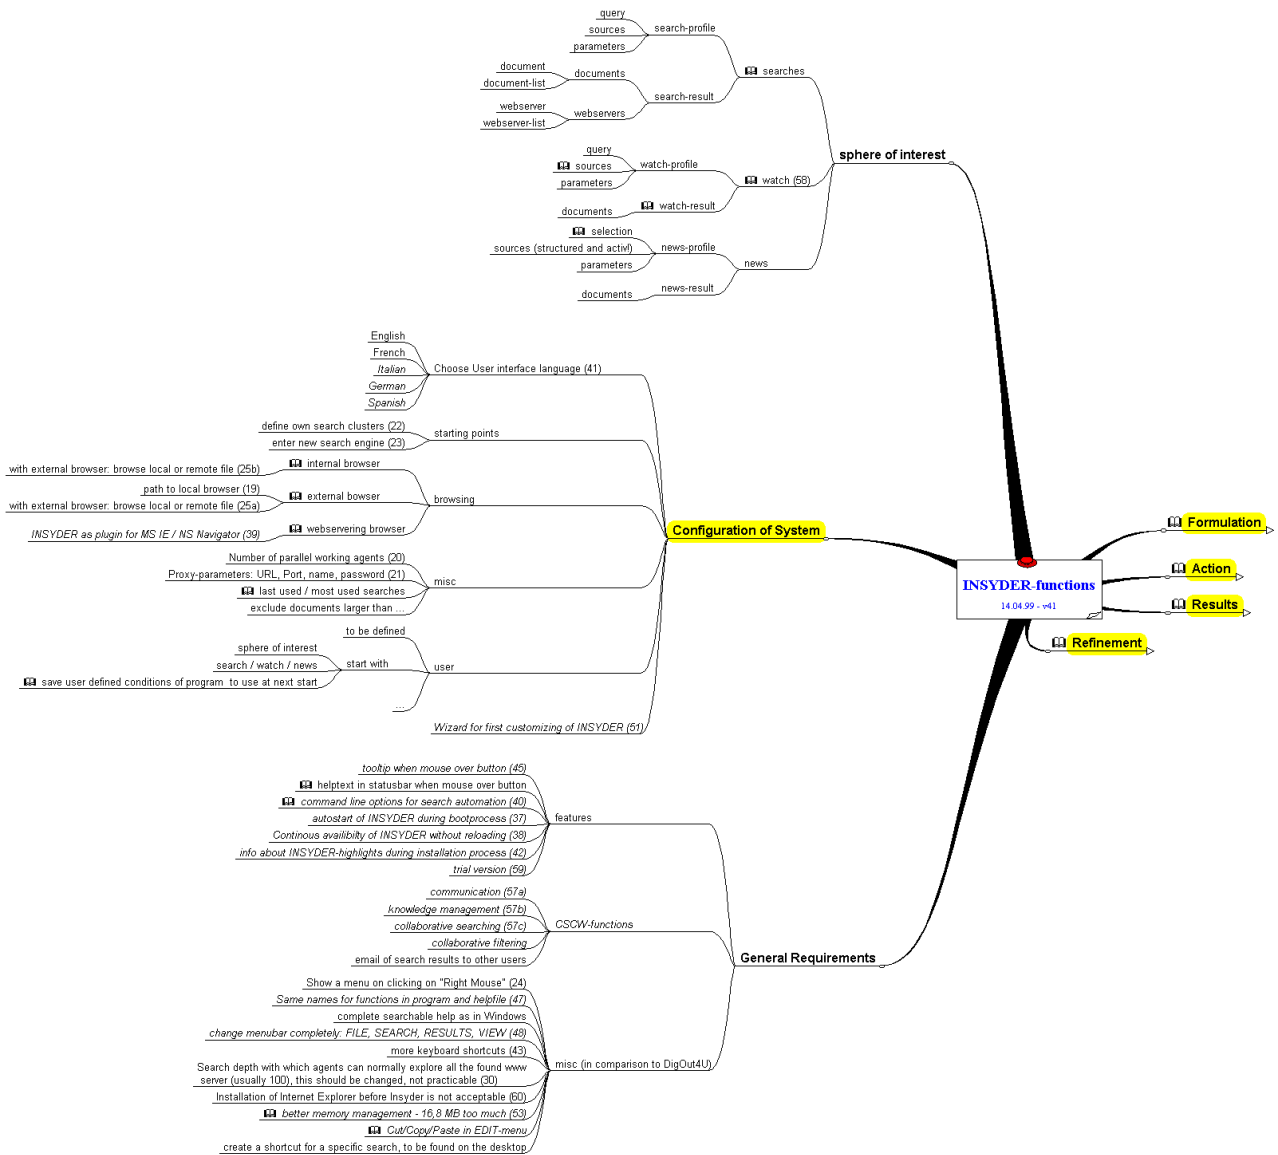 query
sources
parameters
search-profile
document
document-list
documents
webserver
webserver-list
webservers
search-result
searches
query
sources
parameters
watch-profile
documents
watch-result
watch (58)
selection
sources (structured and activ!)
parameters
news-profile
documents
news-result
news
sphere of interest
English
French
Italian
German
Spanish
Choose User interface language (41)
define own search clusters (22)
enter new search engine (23)
starting points
with external browser: browse local or remote file (25b)
internal browser
path to local browser (19)
with external browser: browse local or remote file (25a)
external bowser
INSYDER as plugin for MS IE / NS Navigator (39)
webservering browser
browsing
Number of parallel working agents (20)
Proxy-parameters: URL, Port, name, password (21)
last used / most used searches
exclude documents larger than ...
misc
to be defined
sphere of interest
search / watch / news
save user defined conditions of program to use at next start
start with
...
user
Wizard for first customizing of INSYDER (51)
Configuration of System
Formulation
Action
Results
Refinement
INSYDER-functions
14.04.99 - v41
tooltip when mouse over button (45)
helptext in statusbar when mouse over button
command line options for search automation (40)
autostart of INSYDER during bootprocess (37)
Continous availibilty of INSYDER without reloading (38)
info about INSYDER-highlights during installation process (42)
trial version (59)
features
communication (57a)
knowledge management (57b)
collaborative searching (57c)
collaborative filtering
email of search results to other users
CSCW-functions
Show a menu on clicking on "Right Mouse" (24)
Same names for functions in program and helpfile (47)
complete searchable help as in Windows
change menubar completely: FILE, SEARCH, RESULTS, VIEW (48)
more keyboard shortcuts (43)
Search depth with which agents can normally explore all the found www
server (usually 100), this should be changed, not practicable (30)
Installation of Internet Explorer before Insyder is not acceptable (60)
better memory management - 16,8 MB too much (53)
Cut/Copy/Paste in EDIT-menu
create a shortcut for a specific search, to be found on the desktop
misc (in comparison to DigOut4U)
General Requirements